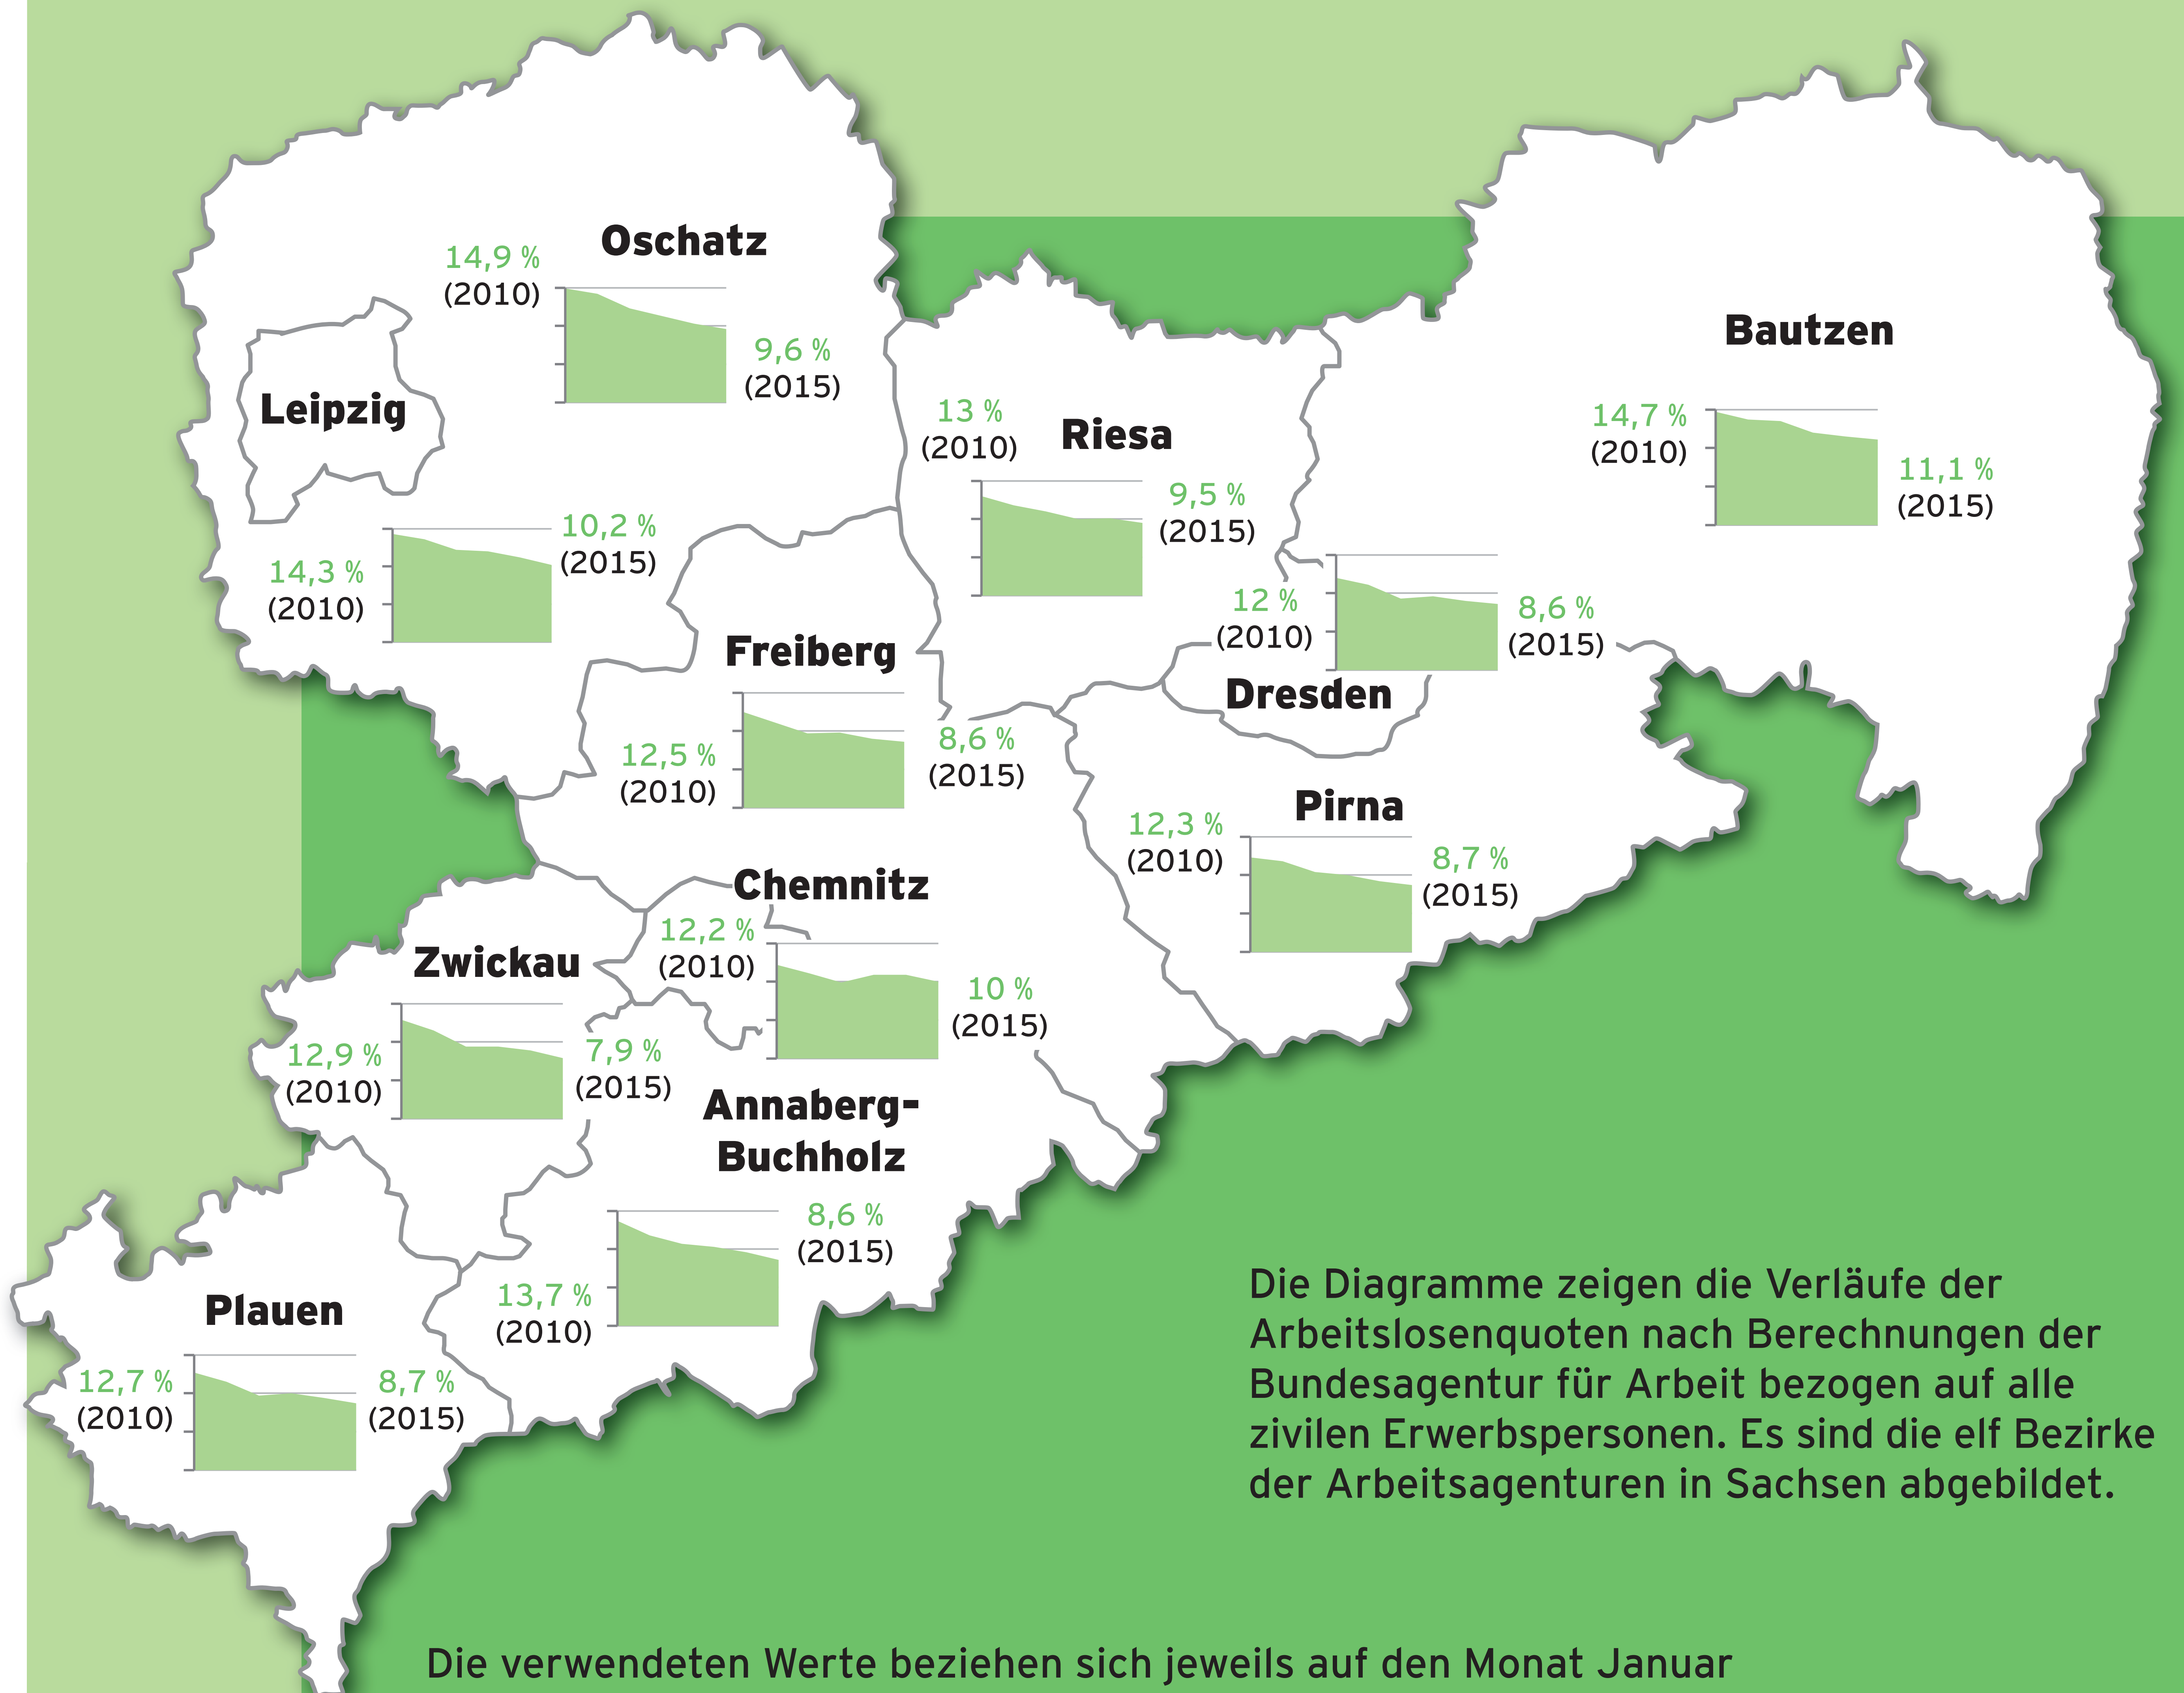 Oschatz
14,9 %
(2010)
9,6 %
(2015)
Leipzig
14,3 %
(2010)
10,2 %
(2015)
Riesa
13 %
(2010)
9,5 %
(2015)
Bautzen
14,7 %
(2010)
11,1 %
(2015)
Freiberg
12,5 %
(2010)
8,6 %
(2015)
12 %
(2010)
8,6 %
(2015)
Dresden
Pirna
12,3 %
(2010)
8,7 %
(2015)
Chemnitz
12,2 %
(2010)
10 %
(2015)
Zwickau
12,9 %
(2010)
7,9 %
(2015)
Annaberg-
Buchholz
8,6 %
(2015)
13,7 %
(2010)
Plauen
12,7 %
(2010)
8,7 %
(2015)
Die Diagramme zeigen die Verläufe der
Arbeitslosenquoten nach Berechnungen der
Bundesagentur für Arbeit bezogen auf alle
zivilen Erwerbspersonen. Es sind die elf Bezirke
der Arbeitsagenturen in Sachsen abgebildet.
Die verwendeten Werte beziehen sich jeweils auf den Monat Januar